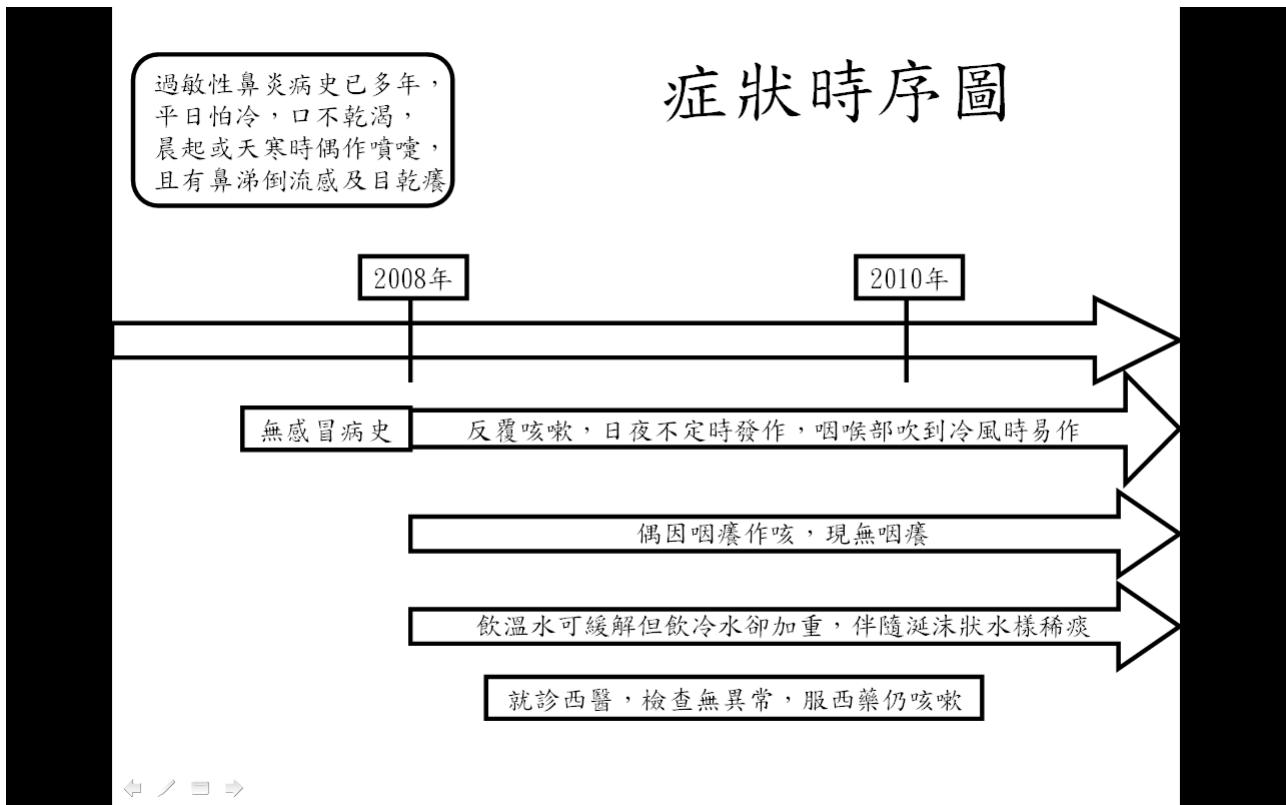 過敏性鼻炎病史已多年，
平日怕冷，口不乾渴，
晨起或天寒時偶作噴嚏，
且有鼻涕倒流感及目乾癢
症狀時序圖
2008年
2010年
無感冒病史
反覆咳嗽，日夜不定時發作，咽喉部吹到冷風時易作
偶因咽癢作咳，現無咽癢
飲溫水可緩解但飲冷水卻加重，伴隨涎沫狀水樣稀痰
就診西醫，檢查無異常，服西藥仍咳嗽